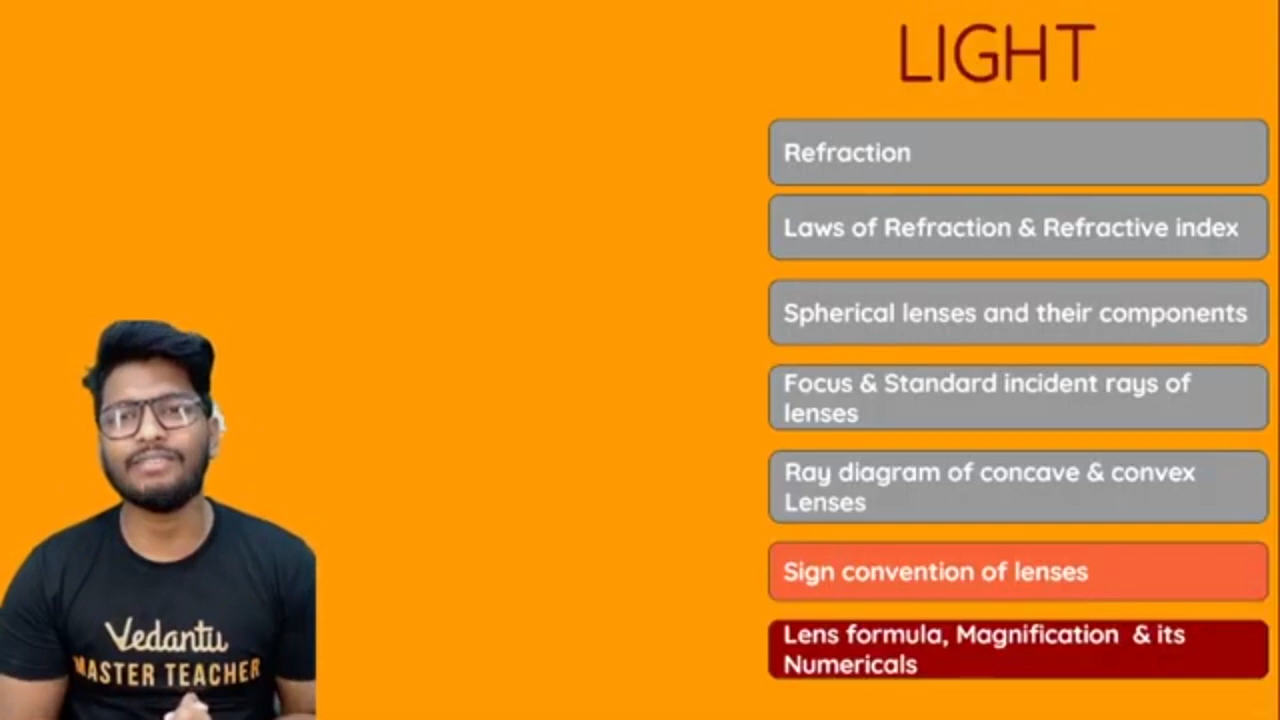 LIGHT
Refraction
Laws of Refraction & Refractive index
Spherical lenses and their components
Focus & Standard incident rays of
lenses
Ray diagram of concave & convex
Lenses
Sign convention of lenses
Lens formula, Magnification & its
Numericals
Vedantu
MASTER TEACHER